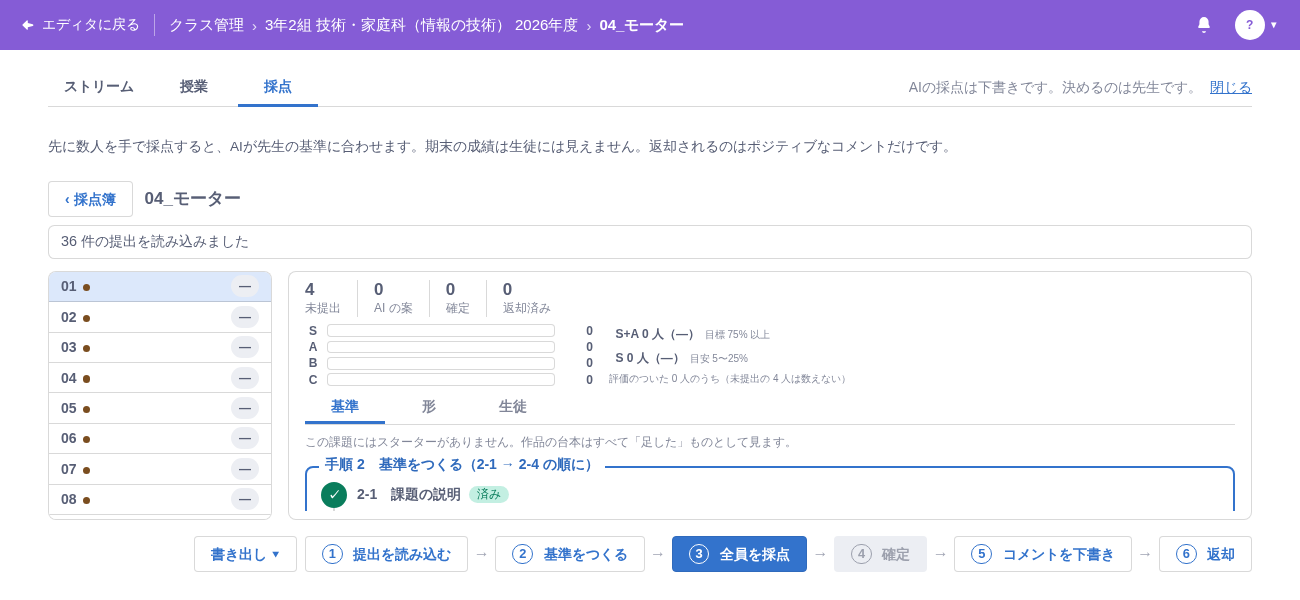 エディタに戻る
クラス管理 › 3年2組 技術・家庭科（情報の技術） 2026年度 › 04_モーター
?
ストリーム 授業 採点
AIの採点は下書きです。決めるのは先生です。 閉じる
先に数人を手で採点すると、AIが先生の基準に合わせます。期末の成績は生徒には見えません。返却されるのはポジティブなコメントだけです。
‹ 採点簿 04_モーター
36 件の提出を読み込みました
01 —
02 —
03 —
04 —
05 —
06 —
07 —
08 —
4 0 0 0
未提出 AI の案 確定 返却済み
S 0
A 0
B 0
C 0
S+A 0 人（—） 目標 75% 以上
S 0 人（—） 目安 5〜25%
評価のついた 0 人のうち（未提出の 4 人は数えない）
基準 形 生徒
この課題にはスターターがありません。作品の台本はすべて「足した」ものとして見ます。
手順 2 基準をつくる（2-1 → 2-4 の順に）
✓ 2-1 課題の説明 済み
書き出し ▾ 1 提出を読み込む → 2 基準をつくる → 3 全員を採点 → 4 確定 → 5 コメントを下書き → 6 返却